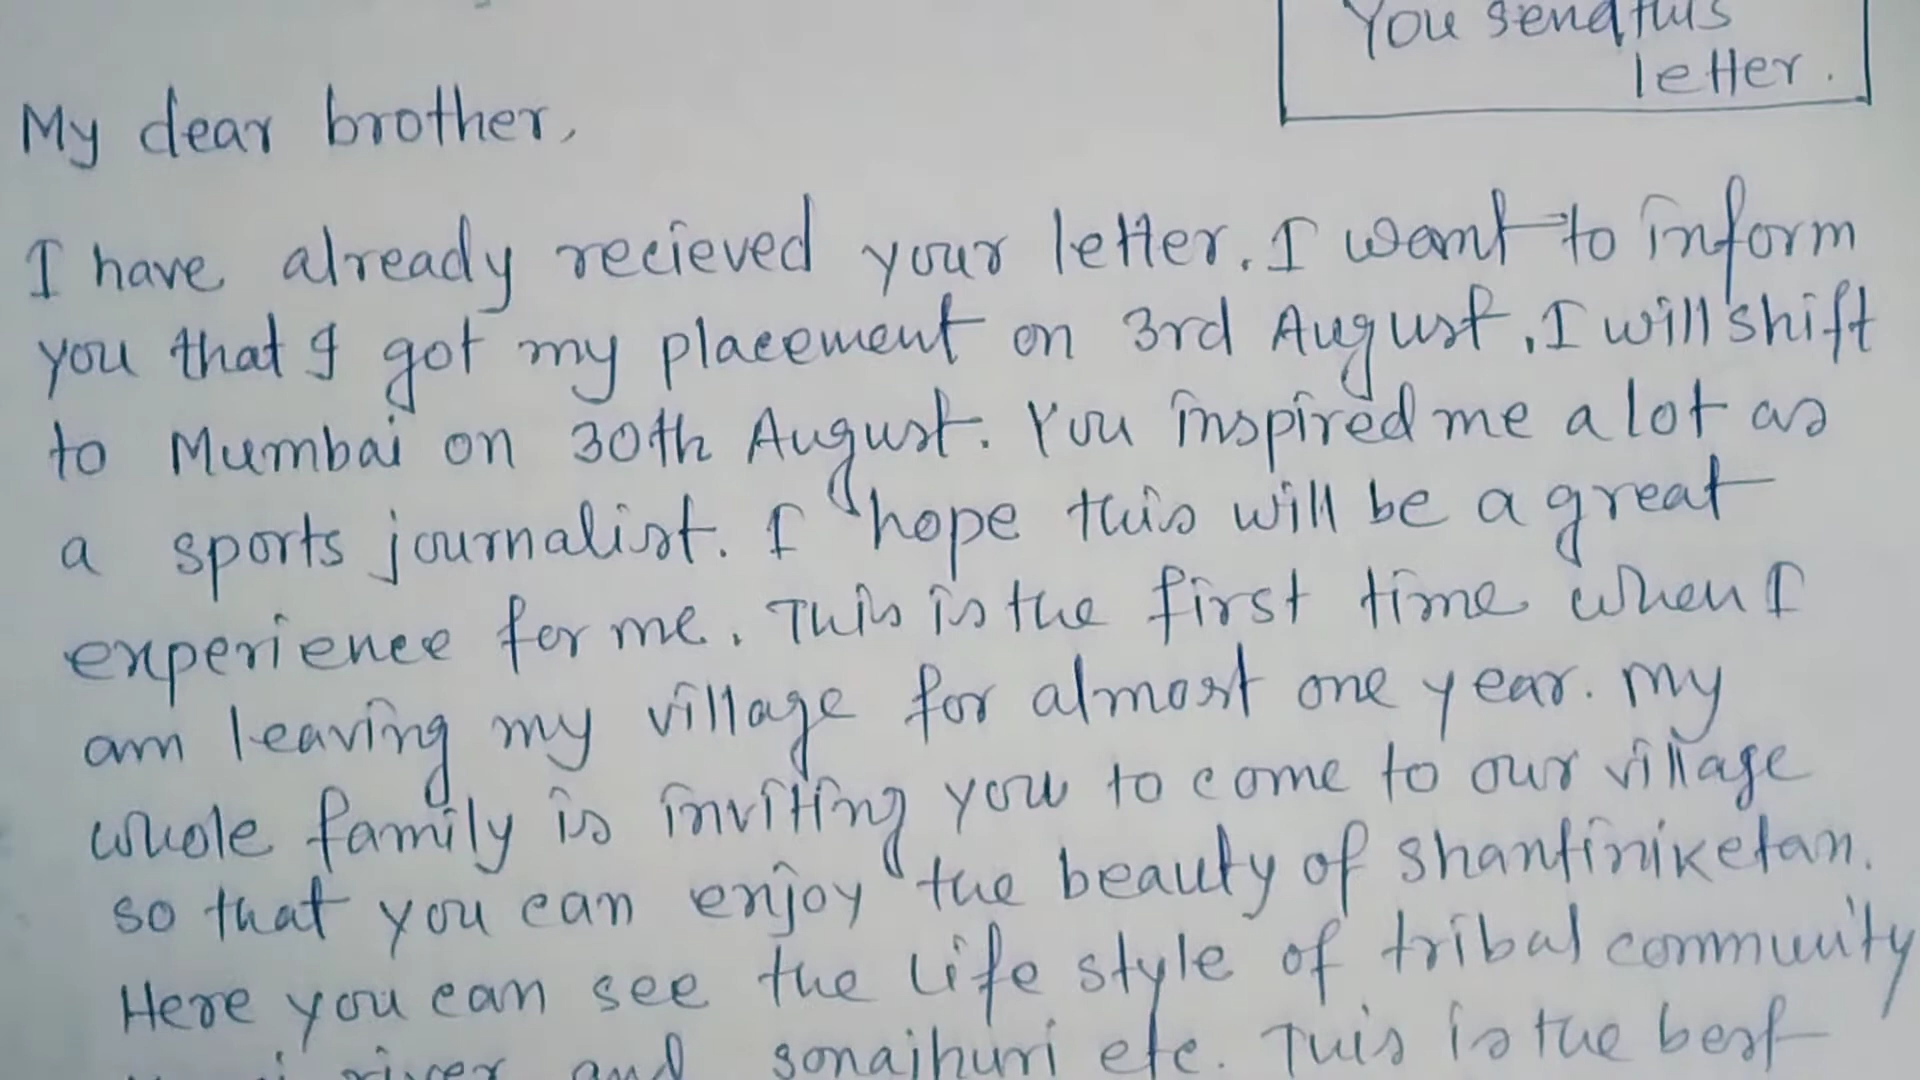 You send this
letter.
My dear brother,
I have already recieved your letter. I want to inform
you that I got my placement on 3rd August. I will shift
to Mumbai on 30th August. You inspired me a lot as
a sports journalist. I hope this will be a great
experience for me. This is the first time when I
am leaving my village for almost one year. My
whole family is inviting you to come to our village
so that you can enjoy the beauty of shantiniketan.
Here you can see the life style of tribal community
river and sonajhuri etc. This is the best